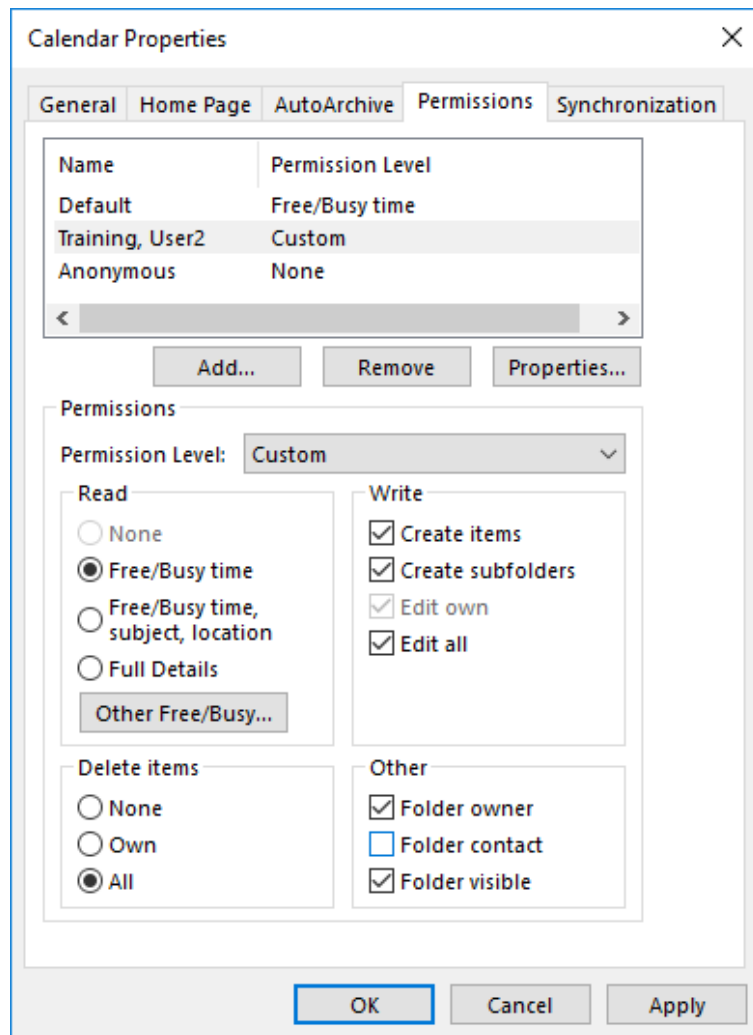 Calendar Properties
General Home Page AutoArchive Permissions Synchronization
Name Permission Level
Default Free/Busy time
Training, User2 Custom
Anonymous None
Add... Remove Properties...
Permissions
Permission Level: Custom
Read
None
Free/Busy time
Free/Busy time,
subject, location
Full Details
Other Free/Busy...
Write
Create items
Create subfolders
Edit own
Edit all
Delete items
None
Own
All
Other
Folder owner
Folder contact
Folder visible
OK Cancel Apply